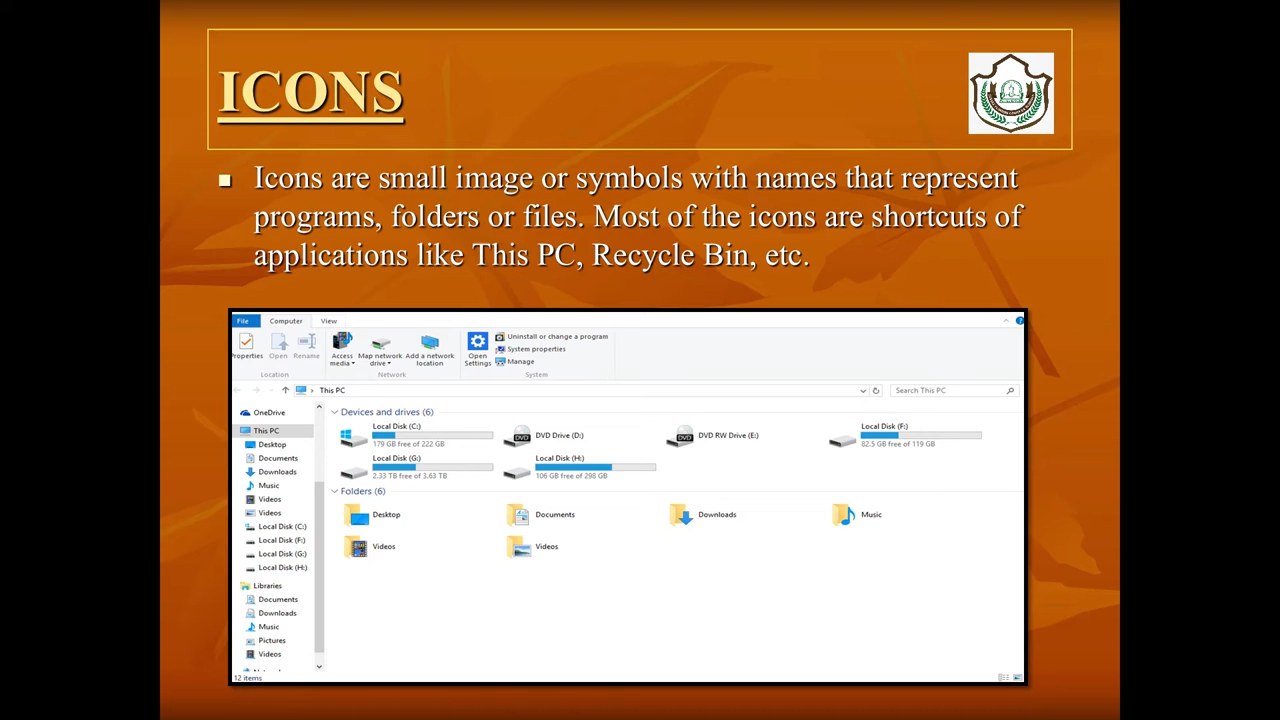 ICONS
Icons are small image or symbols with names that represent
programs, folders or files. Most of the icons are shortcuts of
applications like This PC, Recycle Bin, etc.
File Computer View
Properties Open Rename
Access media Map network drive Add a network location
Open Settings
Uninstall or change a program
System properties
Manage
Location Network System
This PC
Search This PC
OneDrive
This PC
Desktop
Documents
Downloads
Music
Videos
Videos
Local Disk (C:)
Local Disk (F:)
Local Disk (G:)
Local Disk (H:)
Libraries
Documents
Downloads
Music
Pictures
Videos
Devices and drives (6)
Local Disk (C:)
179 GB free of 222 GB
DVD Drive (D:)
DVD RW Drive (E:)
Local Disk (F:)
82.5 GB free of 119 GB
Local Disk (G:)
2.33 TB free of 3.63 TB
Local Disk (H:)
106 GB free of 298 GB
Folders (6)
Desktop Documents Downloads Music
Videos Videos
12 items